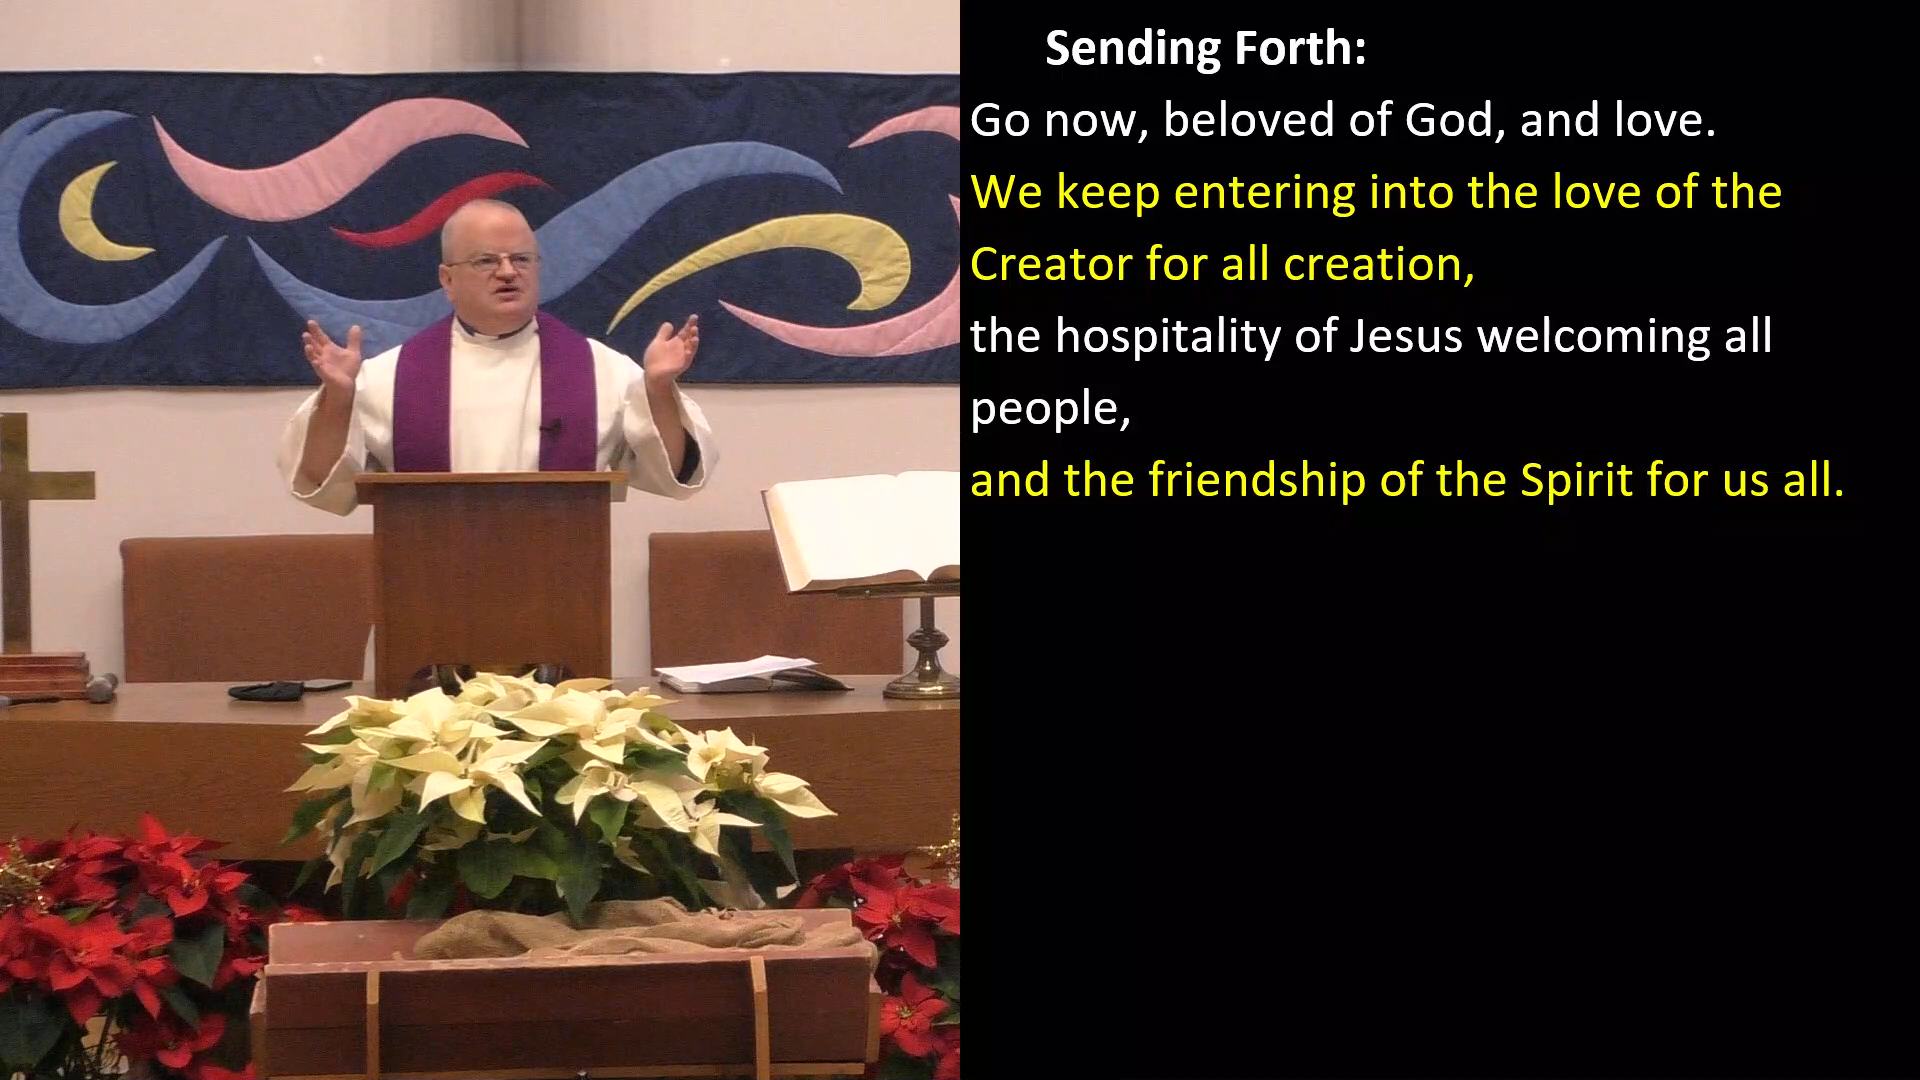 Sending Forth:
Go now, beloved of God, and love.
We keep entering into the love of the
Creator for all creation,
the hospitality of Jesus welcoming all
people,
and the friendship of the Spirit for us all.